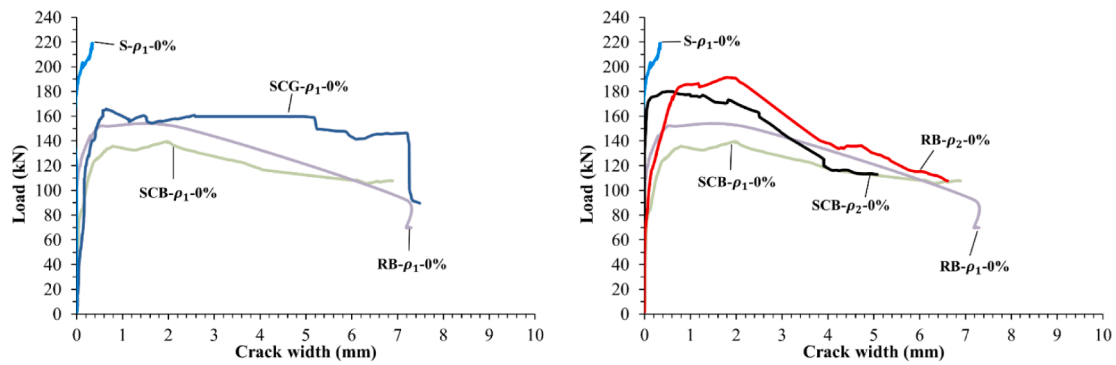 240
220
200
180
160
140
120
100
80
60
40
20
0
Load (kN)
S-ρ₁-0%
SCG-ρ₁-0%
SCB-ρ₁-0%
RB-ρ₁-0%
0 1 2 3 4 5 6 7 8 9 10
Crack width (mm)
240
220
200
180
160
140
120
100
80
60
40
20
0
Load (kN)
S-ρ₁-0%
RB-ρ₂-0%
SCB-ρ₁-0%
SCB-ρ₂-0%
RB-ρ₁-0%
0 1 2 3 4 5 6 7 8 9 10
Crack width (mm)